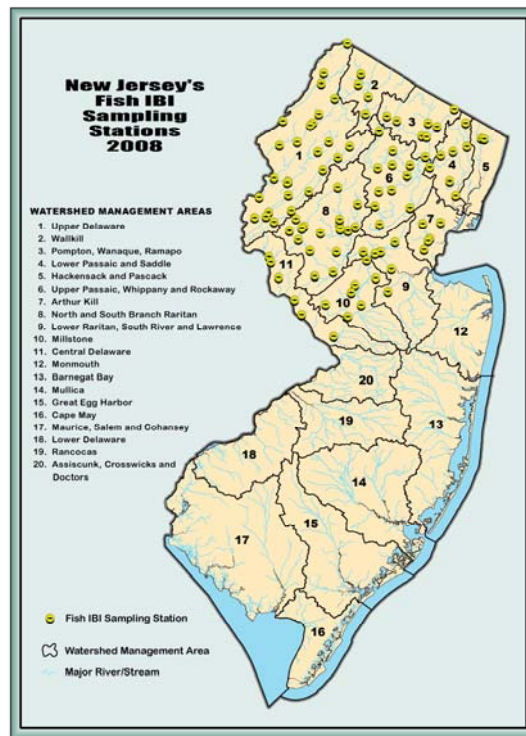 New Jersey's
Fish IBI
Sampling
Stations
2008
WATERSHED MANAGEMENT AREAS
1. Upper Delaware
2. Wallkill
3. Pompton, Wanaque, Ramapo
4. Lower Passaic and Saddle
5. Hackensack and Pascack
6. Upper Passaic, Whippany and Rockaway
7. Arthur Kill
8. North and South Branch Raritan
9. Lower Raritan, South River and Lawrence
10. Millstone
11. Central Delaware
12. Monmouth
13. Barnegat Bay
14. Mullica
15. Great Egg Harbor
16. Cape May
17. Maurice, Salem and Cohansey
18. Lower Delaware
19. Rancocas
20. Assiscunk, Crosswicks and
Doctors
2
3
1
4
5
6
8
7
11
9
10
12
20
13
19
18
14
15
17
16
Fish IBI Sampling Station
Watershed Management Area
Major River/Stream